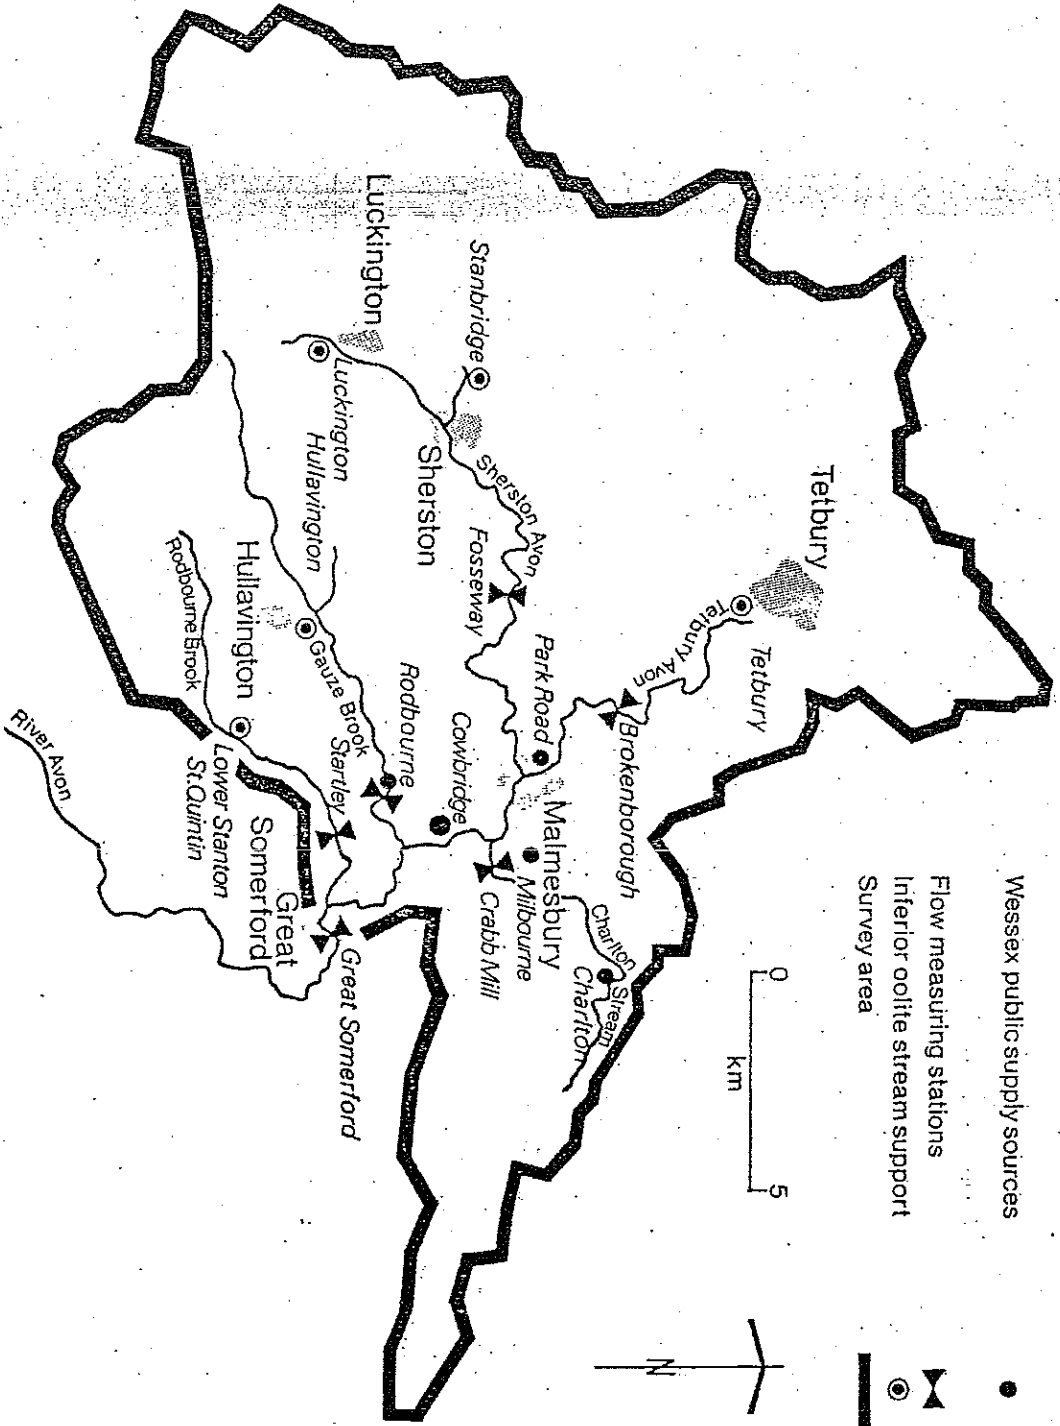 Wessex public supply sources
Flow measuring stations
Inferior oolite stream support
Survey area
0
5
km
N
Tetbury
Tetbury
Tetbury Avon
Brokenborough
Stanbridge
Luckington
Luckington
Sherston
Sherston Avon
Fosseway
Park Road
Malmesbury
Milbourne
Crabb Mill
Charlton
Stream
Charlton
Cowbridge
Hullavington
Hullavington
Gauze Brook
Rodbourne
Startley
Rodbourne Brook
Lower Stanton
St.Quintin
Great
Somerford
Great Somerford
River Avon